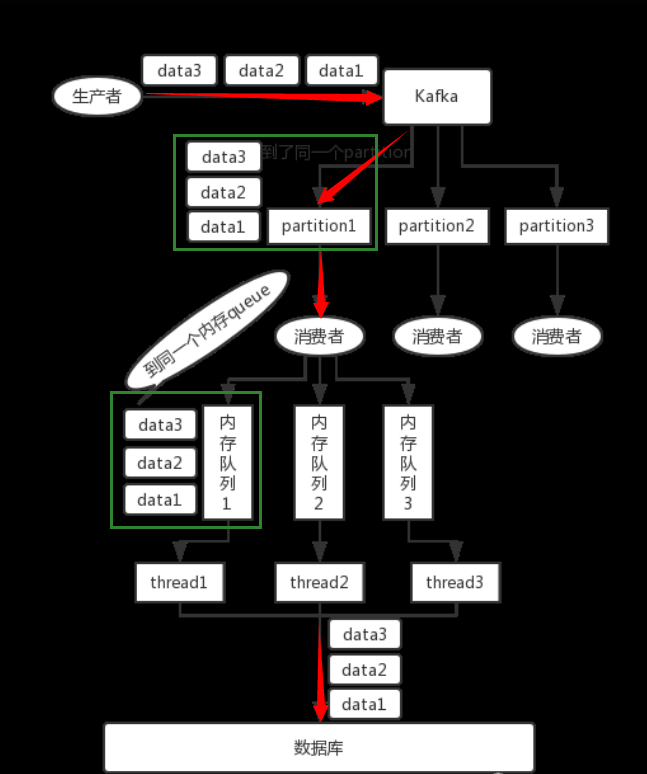 data3 data2 data1
生产者
Kafka
到了同一个partition
data3
data2
data1
partition1
partition2
partition3
到同一个内存queue
消费者
消费者
消费者
data3
data2
data1
内存队列1
内存队列2
内存队列3
thread1
thread2
thread3
data3
data2
data1
数据库